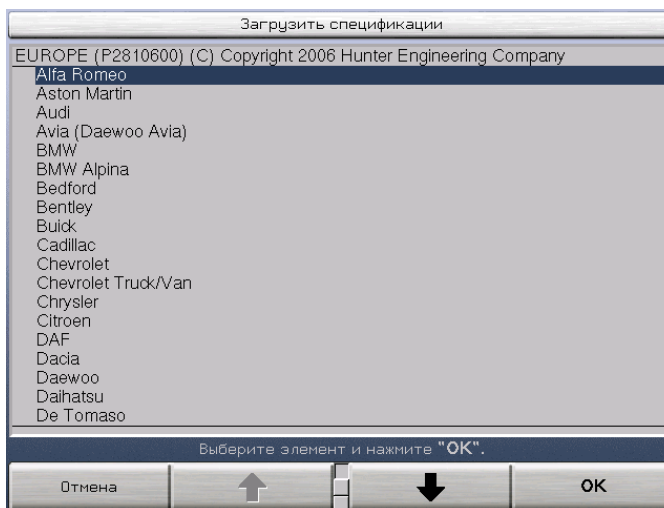 Загрузить спецификации
EUROPE (P2810600) (C) Copyright 2006 Hunter Engineering Company
Alfa Romeo
Aston Martin
Audi
Avia (Daewoo Avia)
BMW
BMW Alpina
Bedford
Bentley
Buick
Cadillac
Chevrolet
Chevrolet Truck/Van
Chrysler
Citroen
DAF
Dacia
Daewoo
Daihatsu
De Tomaso
Выберите элемент и нажмите "OK".
Отмена OK